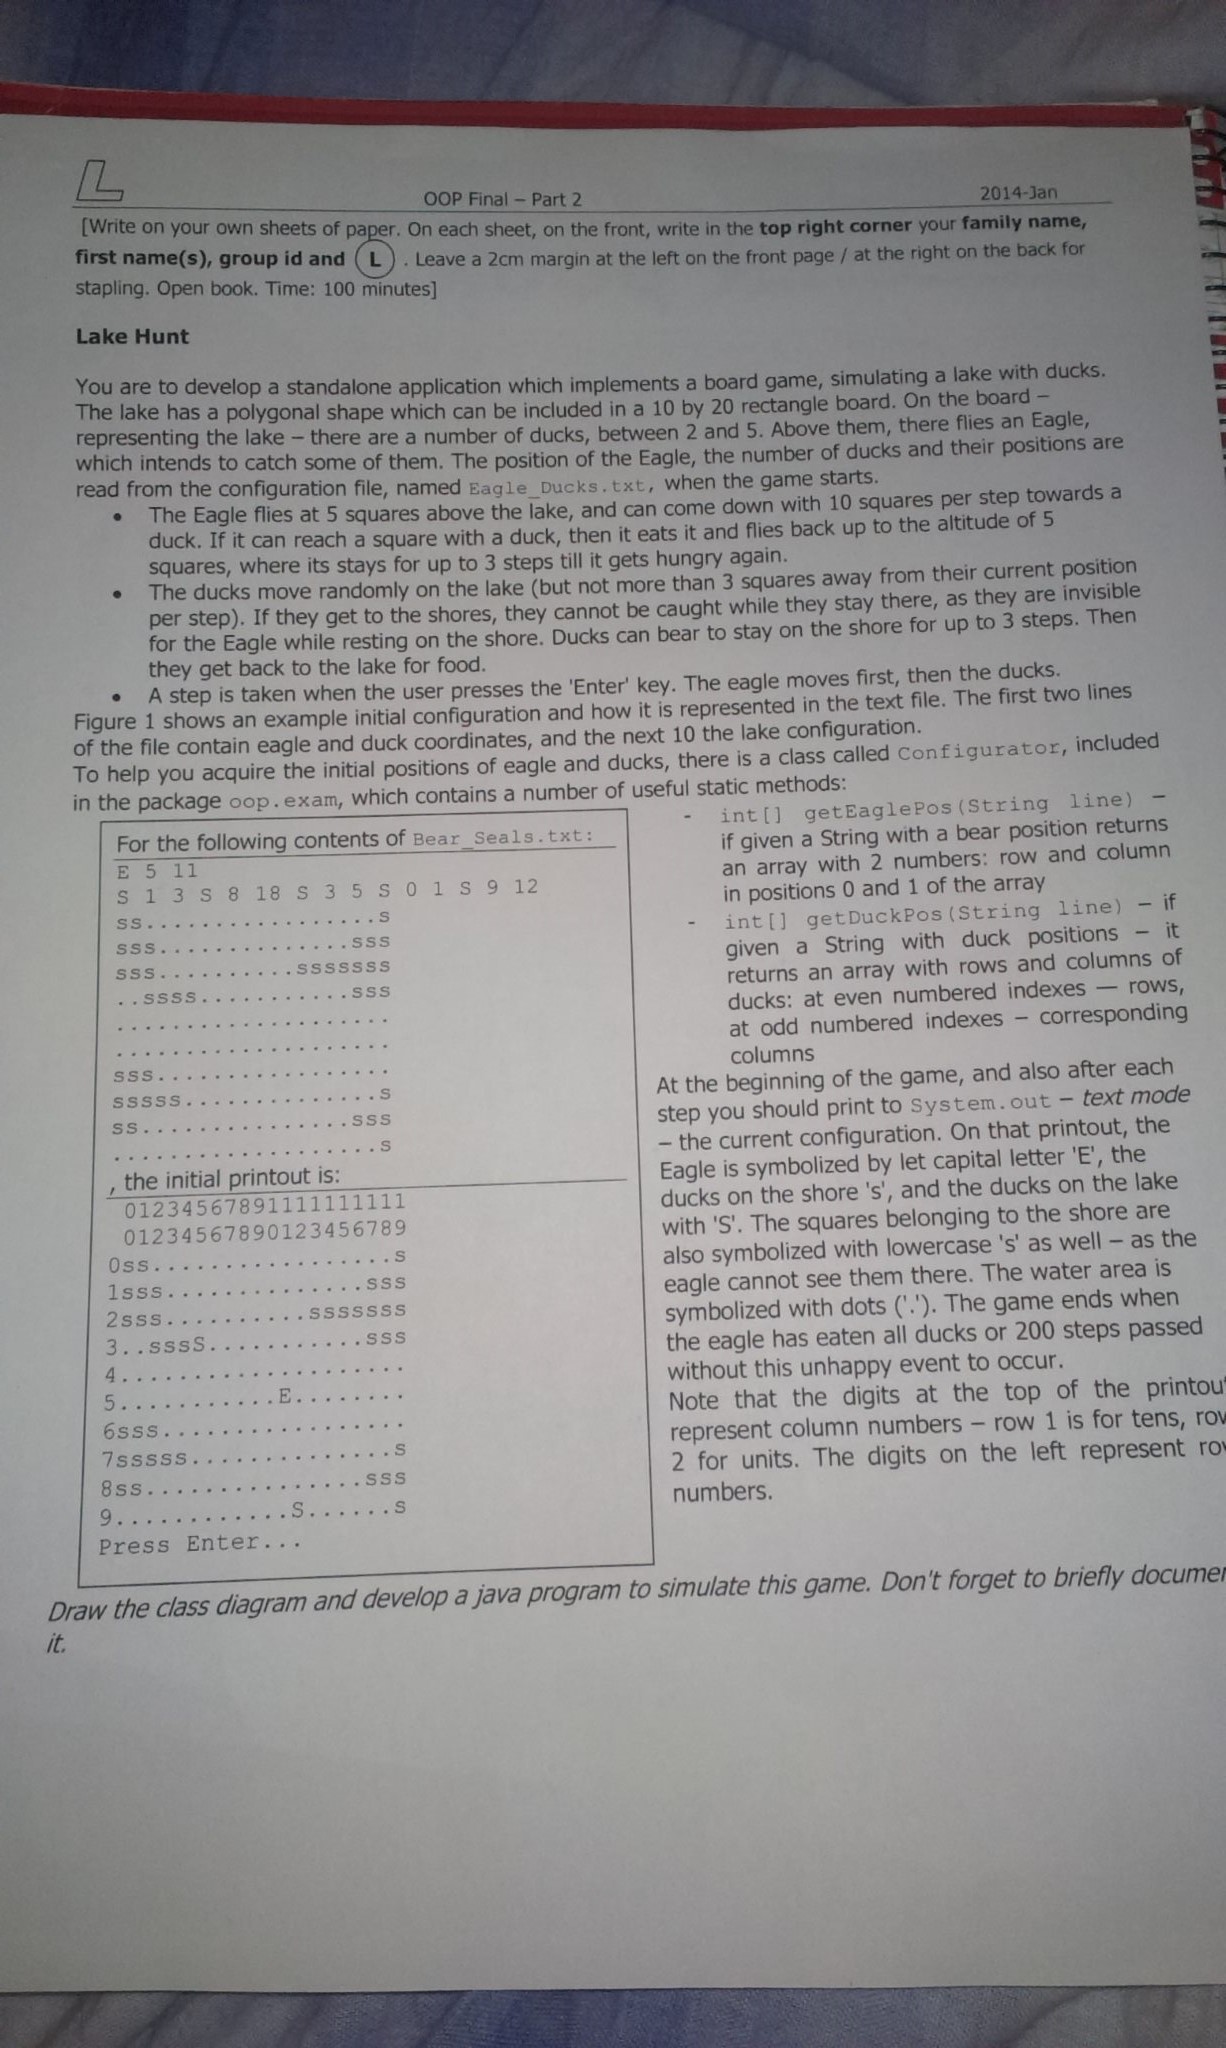 L
OOP Final – Part 2
2014-Jan
[Write on your own sheets of paper. On each sheet, on the front, write in the top right corner your family name,
first name(s), group id and L . Leave a 2cm margin at the left on the front page / at the right on the back for
stapling. Open book. Time: 100 minutes]
Lake Hunt
You are to develop a standalone application which implements a board game, simulating a lake with ducks.
The lake has a polygonal shape which can be included in a 10 by 20 rectangle board. On the board –
representing the lake – there are a number of ducks, between 2 and 5. Above them, there flies an Eagle,
which intends to catch some of them. The position of the Eagle, the number of ducks and their positions are
read from the configuration file, named Eagle_Ducks.txt, when the game starts.
• The Eagle flies at 5 squares above the lake, and can come down with 10 squares per step towards a
duck. If it can reach a square with a duck, then it eats it and flies back up to the altitude of 5
squares, where its stays for up to 3 steps till it gets hungry again.
• The ducks move randomly on the lake (but not more than 3 squares away from their current position
per step). If they get to the shores, they cannot be caught while they stay there, as they are invisible
for the Eagle while resting on the shore. Ducks can bear to stay on the shore for up to 3 steps. Then
they get back to the lake for food.
• A step is taken when the user presses the 'Enter' key. The eagle moves first, then the ducks.
Figure 1 shows an example initial configuration and how it is represented in the text file. The first two lines
of the file contain eagle and duck coordinates, and the next 10 the lake configuration.
To help you acquire the initial positions of eagle and ducks, there is a class called Configurator, included
in the package oop.exam, which contains a number of useful static methods:
For the following contents of Bear_Seals.txt:
E 5 11
S 1 3 S 8 18 S 3 5 S 0 1 S 9 12
ss.................s
sss..............sss
sss..........sssssss
..ssss...........sss
....................
....................
sss.................
sssss..............s
ss...............sss
...................s
, the initial printout is:
01234567891111111111
01234567890123456789
0ss.................s
1sss..............sss
2sss..........sssssss
3..sssS...........sss
4....................
5...........E........
6sss.................
7sssss..............s
8ss...............sss
9............S......s
Press Enter...
- int[] getEaglePos(String line) –
if given a String with a bear position returns
an array with 2 numbers: row and column
in positions 0 and 1 of the array
- int[] getDuckPos(String line) – if
given a String with duck positions – it
returns an array with rows and columns of
ducks: at even numbered indexes — rows,
at odd numbered indexes – corresponding
columns
At the beginning of the game, and also after each
step you should print to System.out – text mode
– the current configuration. On that printout, the
Eagle is symbolized by let capital letter 'E', the
ducks on the shore 's', and the ducks on the lake
with 'S'. The squares belonging to the shore are
also symbolized with lowercase 's' as well – as the
eagle cannot see them there. The water area is
symbolized with dots ('.'). The game ends when
the eagle has eaten all ducks or 200 steps passed
without this unhappy event to occur.
Note that the digits at the top of the printou
represent column numbers – row 1 is for tens, row
2 for units. The digits on the left represent row
numbers.
Draw the class diagram and develop a java program to simulate this game. Don't forget to briefly documen
it.